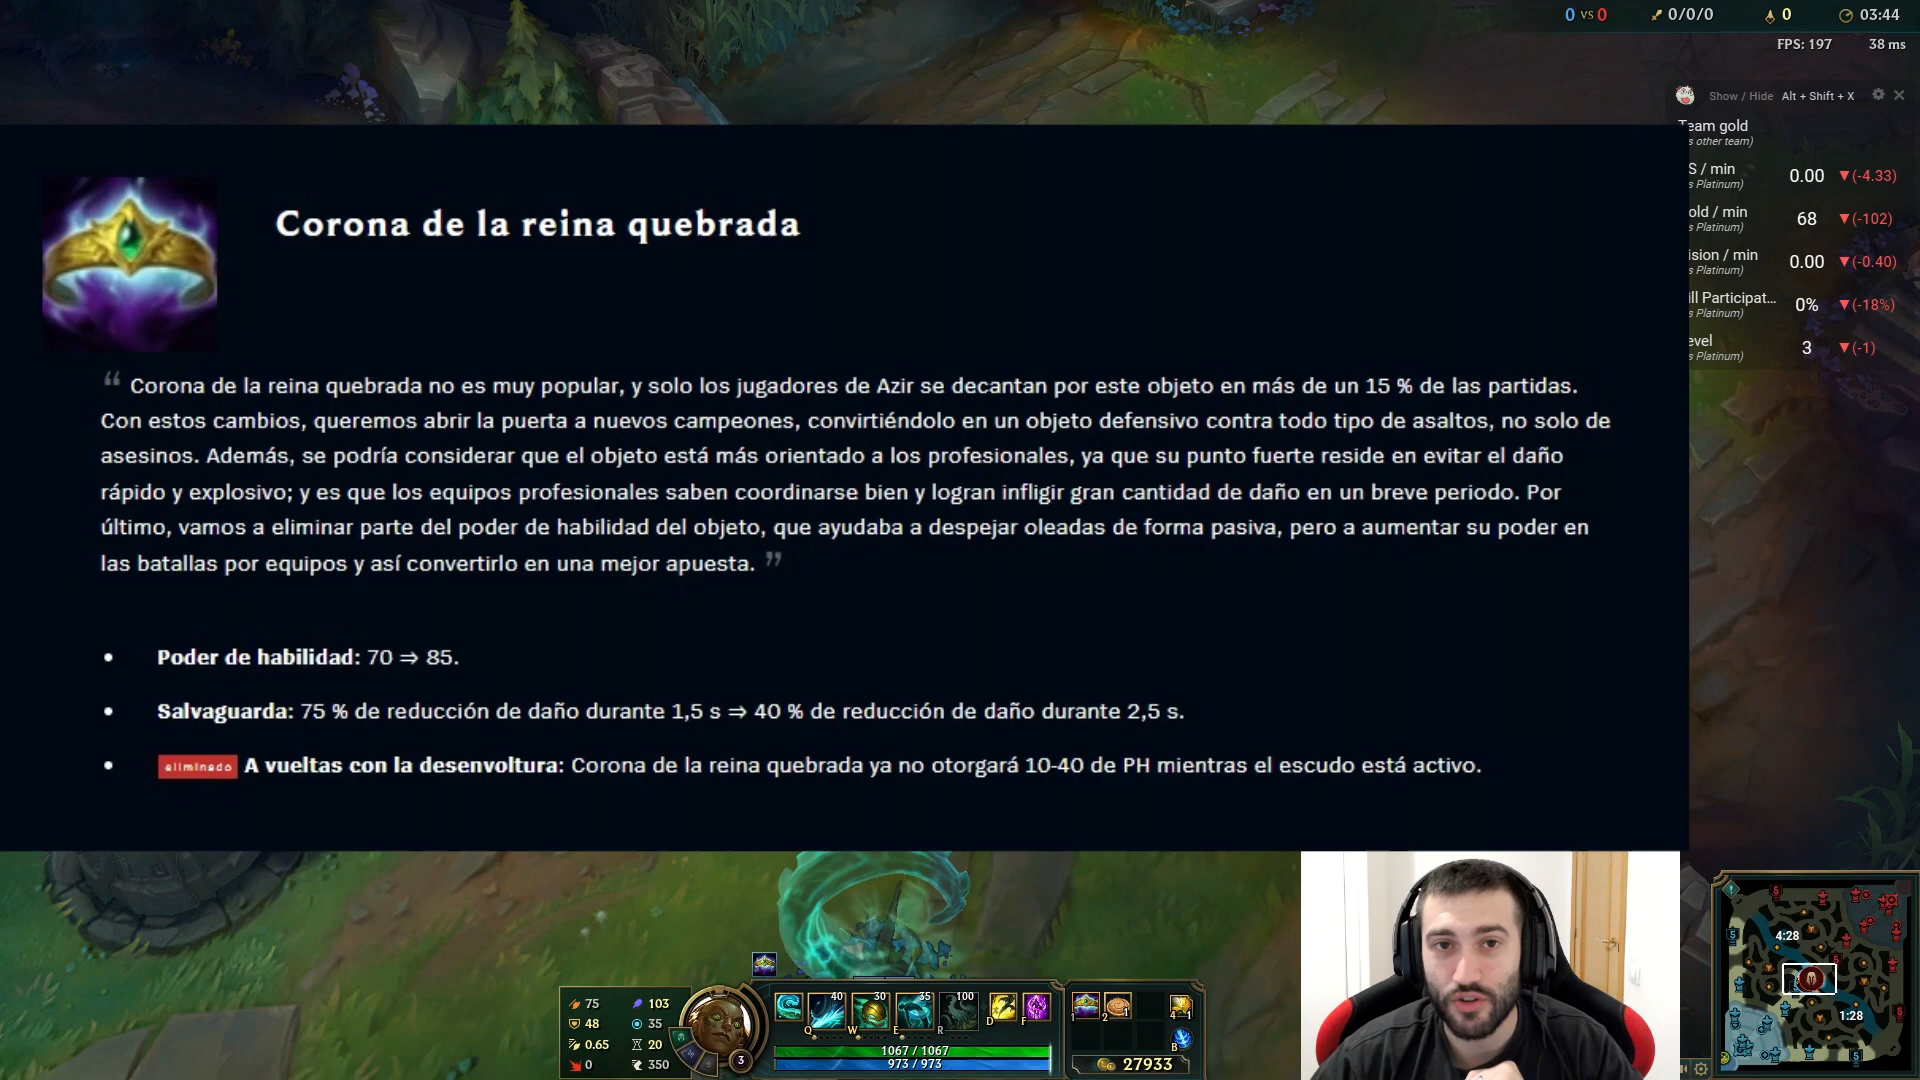 0 VS 0 0/0/0 0 03:44
FPS: 197 38 ms
Show / Hide Alt + Shift + X
Team gold
s other team)
S / min
s Platinum)
0.00 ▼(-4.33)
old / min
s Platinum)
68 ▼(-102)
ision / min
s Platinum)
0.00 ▼(-0.40)
ill Participat...
s Platinum)
0% ▼(-18%)
evel
s Platinum)
3 ▼(-1)
Corona de la reina quebrada
“ Corona de la reina quebrada no es muy popular, y solo los jugadores de Azir se decantan por este objeto en más de un 15 % de las partidas.
Con estos cambios, queremos abrir la puerta a nuevos campeones, convirtiéndolo en un objeto defensivo contra todo tipo de asaltos, no solo de
asesinos. Además, se podría considerar que el objeto está más orientado a los profesionales, ya que su punto fuerte reside en evitar el daño
rápido y explosivo; y es que los equipos profesionales saben coordinarse bien y logran infligir gran cantidad de daño en un breve periodo. Por
último, vamos a eliminar parte del poder de habilidad del objeto, que ayudaba a despejar oleadas de forma pasiva, pero a aumentar su poder en
las batallas por equipos y así convertirlo en una mejor apuesta. ”
• Poder de habilidad: 70 ⇒ 85.
• Salvaguarda: 75 % de reducción de daño durante 1,5 s ⇒ 40 % de reducción de daño durante 2,5 s.
• eliminado A vueltas con la desenvoltura: Corona de la reina quebrada ya no otorgará 10-40 de PH mientras el escudo está activo.
75 103
48 35
0.65 20
0 350
3
40 30 35 100
Q W E R D F
1067 / 1067
973 / 973
1 2 1 4 1
B
27933
4:28
1:28
5 5 5 5 5 5